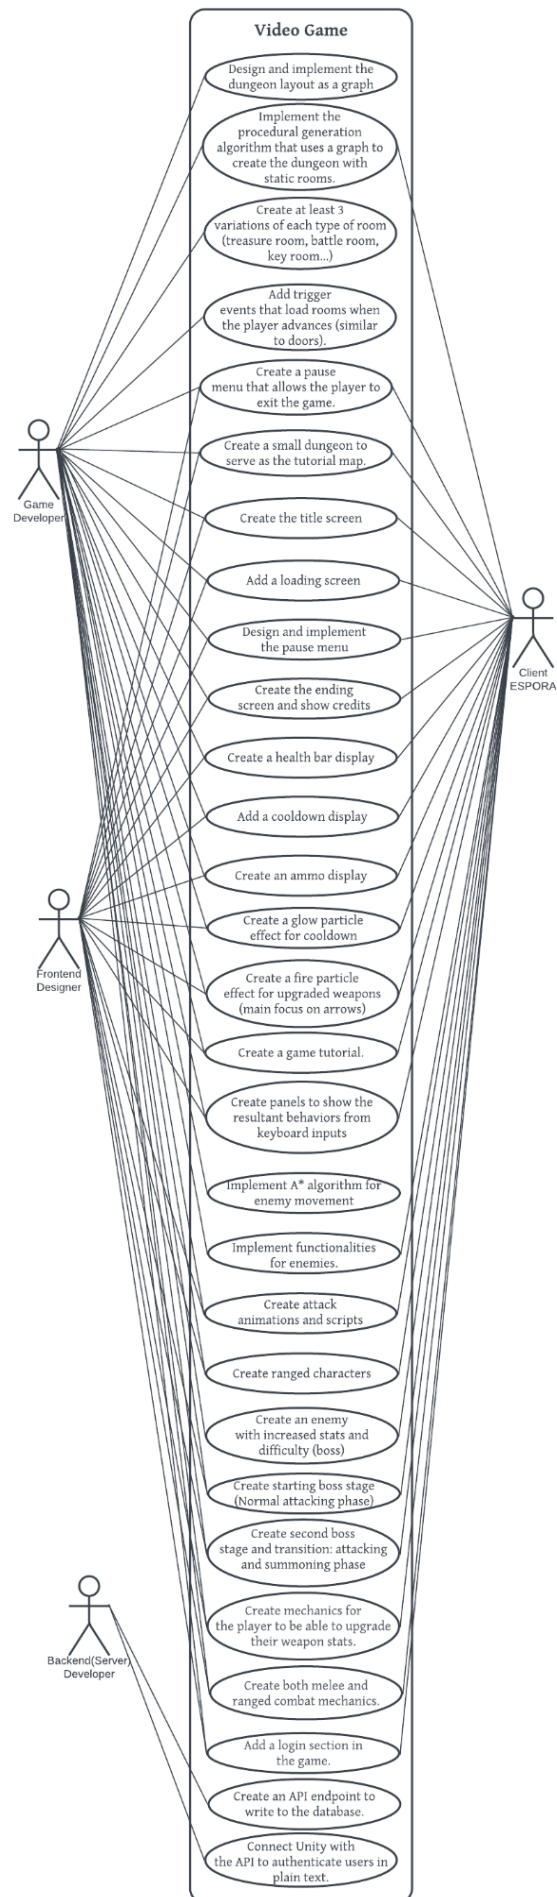 Video Game
Design and implement the
dungeon layout as a graph
Implement the
procedural generation
algorithm that uses a graph to
create the dungeon with
static rooms.
Create at least 3
variations of each type of room
(treasure room, battle room,
key room...)
Add trigger
events that load rooms when
the player advances (similar
to doors).
Create a pause
menu that allows the player to
exit the game.
Create a small dungeon to
serve as the tutorial map.
Game
Developer
Create the title screen
Add a loading screen
Design and implement
the pause menu
Client
ESPORA
Create the ending
screen and show credits
Create a health bar display
Add a cooldown display
Create an ammo display
Create a glow particle
effect for cooldown
Frontend
Designer
Create a fire particle
effect for upgraded weapons
(main focus on arrows)
Create a game tutorial.
Create panels to show the
resultant behaviors from
keyboard inputs
Implement A* algorithm for
enemy movement
Implement functionalities
for enemies.
Create attack
animations and scripts
Create ranged characters
Create an enemy
with increased stats and
difficulty (boss)
Create starting boss stage
(Normal attacking phase)
Create second boss
stage and transition: attacking
and summoning phase
Create mechanics for
the player to be able to upgrade
their weapon stats.
Backend(Server)
Developer
Create both melee and
ranged combat mechanics.
Add a login section in
the game.
Create an API endpoint to
write to the database.
Connect Unity with
the API to authenticate users in
plain text.